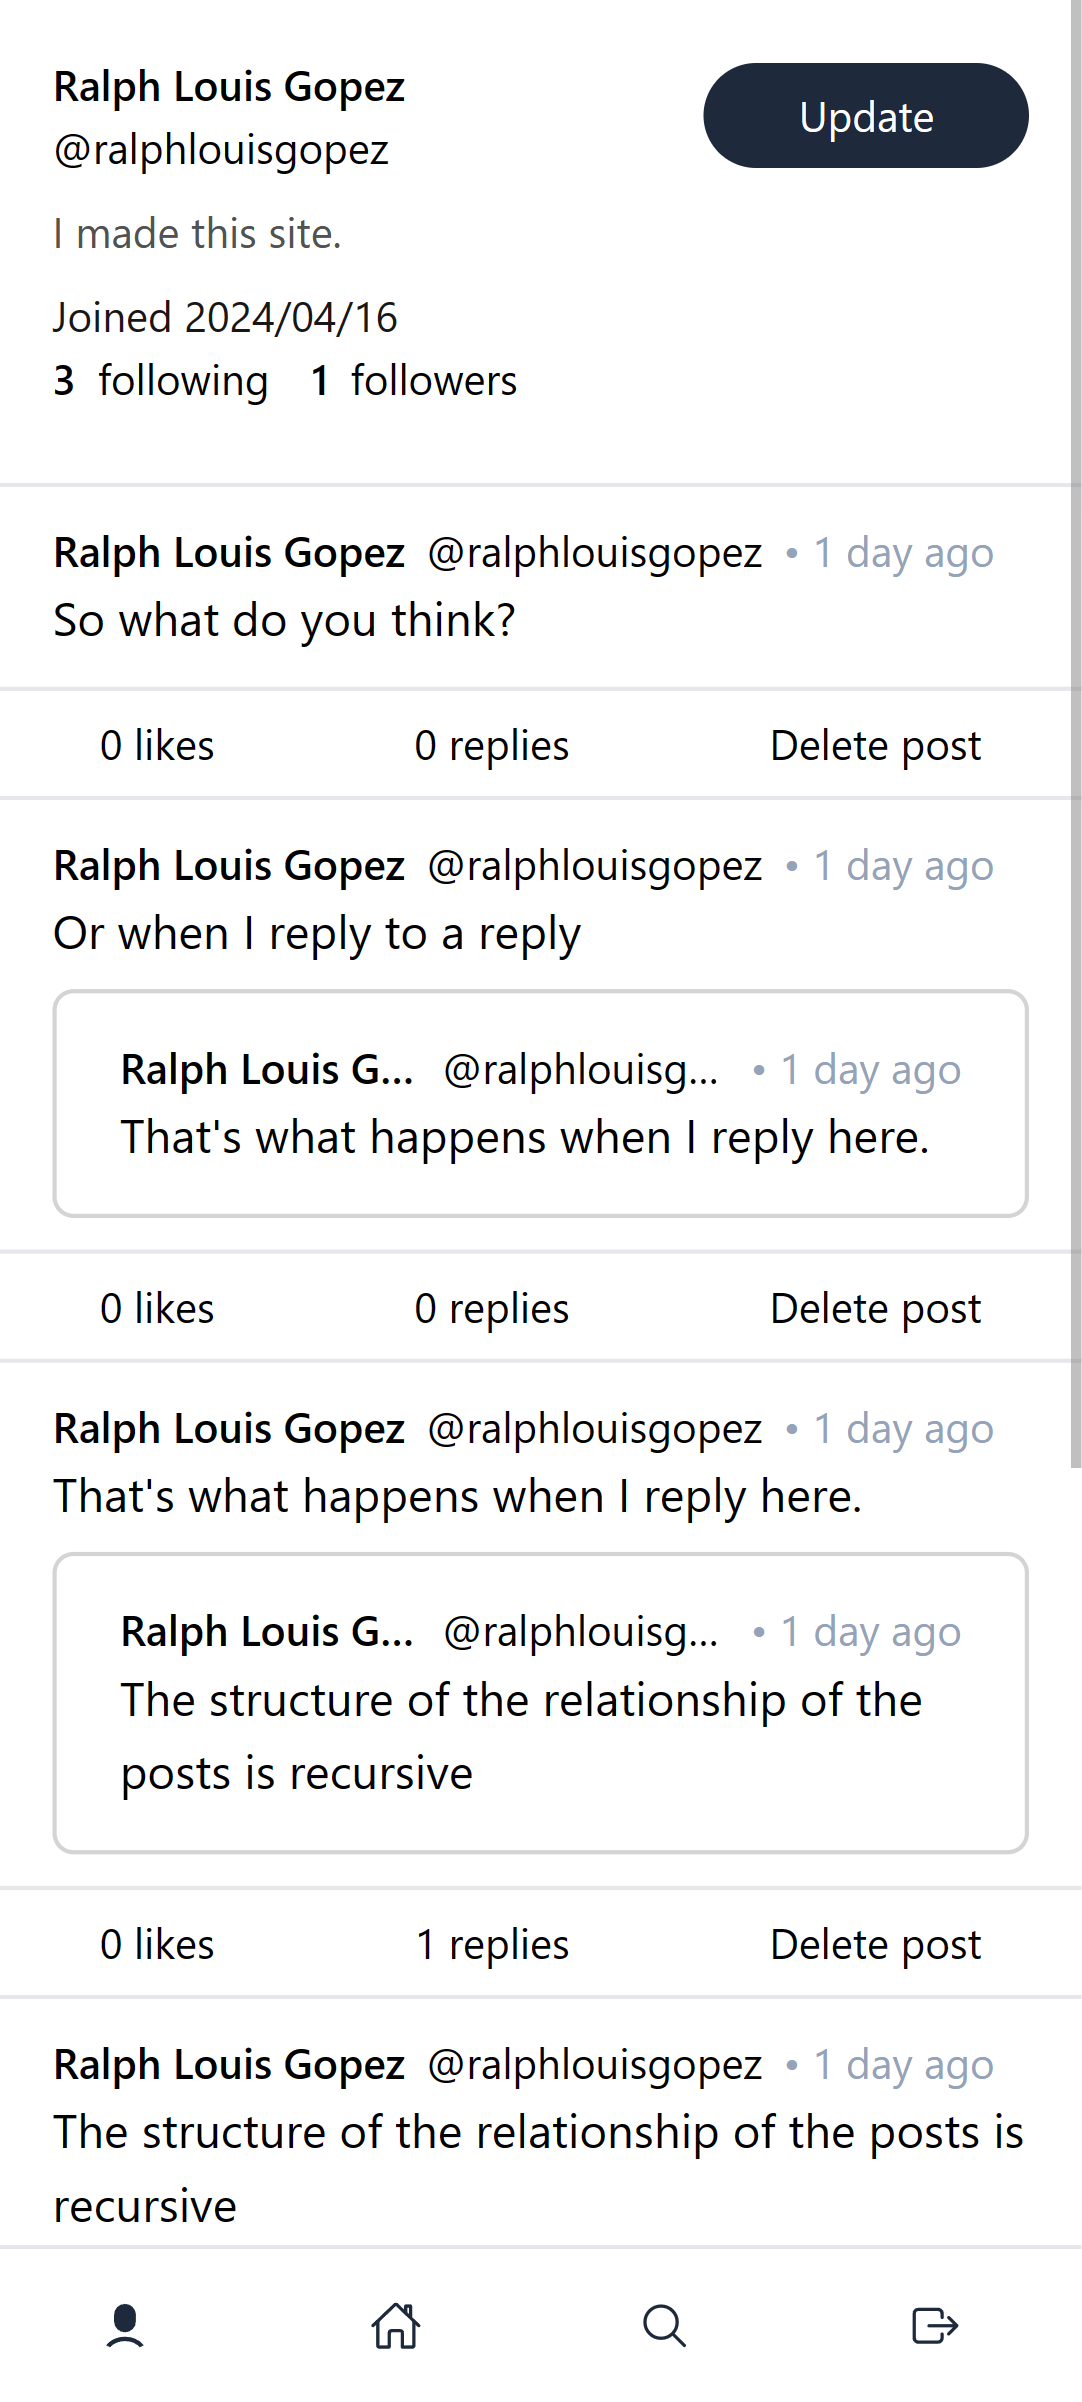 Ralph Louis Gopez
Update
@ralphlouisgopez
I made this site.
Joined 2024/04/16
3 following 1 followers
Ralph Louis Gopez @ralphlouisgopez • 1 day ago
So what do you think?
0 likes 0 replies Delete post
Ralph Louis Gopez @ralphlouisgopez • 1 day ago
Or when I reply to a reply
Ralph Louis G... @ralphlouisg... • 1 day ago
That's what happens when I reply here.
0 likes 0 replies Delete post
Ralph Louis Gopez @ralphlouisgopez • 1 day ago
That's what happens when I reply here.
Ralph Louis G... @ralphlouisg... • 1 day ago
The structure of the relationship of the
posts is recursive
0 likes 1 replies Delete post
Ralph Louis Gopez @ralphlouisgopez • 1 day ago
The structure of the relationship of the posts is
recursive